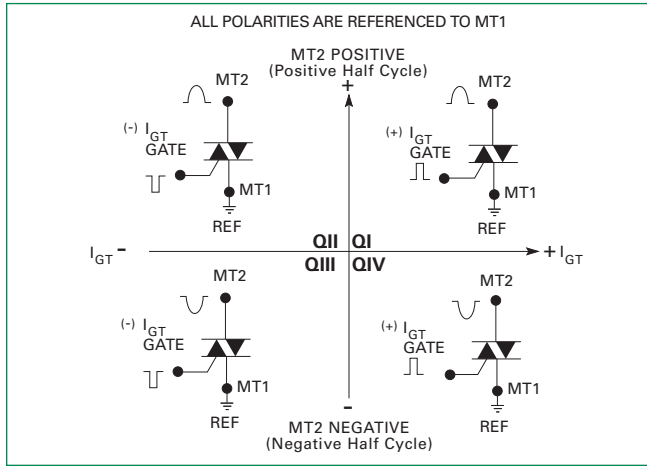 ALL POLARITIES ARE REFERENCED TO MT1
MT2 POSITIVE
(Positive Half Cycle)
+
MT2
(-) IGT
GATE
MT1
REF
MT2
(+) IGT
GATE
MT1
REF
IGT -
QII QI
QIII QIV
+ IGT
MT2
(-) IGT
GATE
MT1
REF
MT2
(+) IGT
GATE
MT1
REF
-
MT2 NEGATIVE
(Negative Half Cycle)